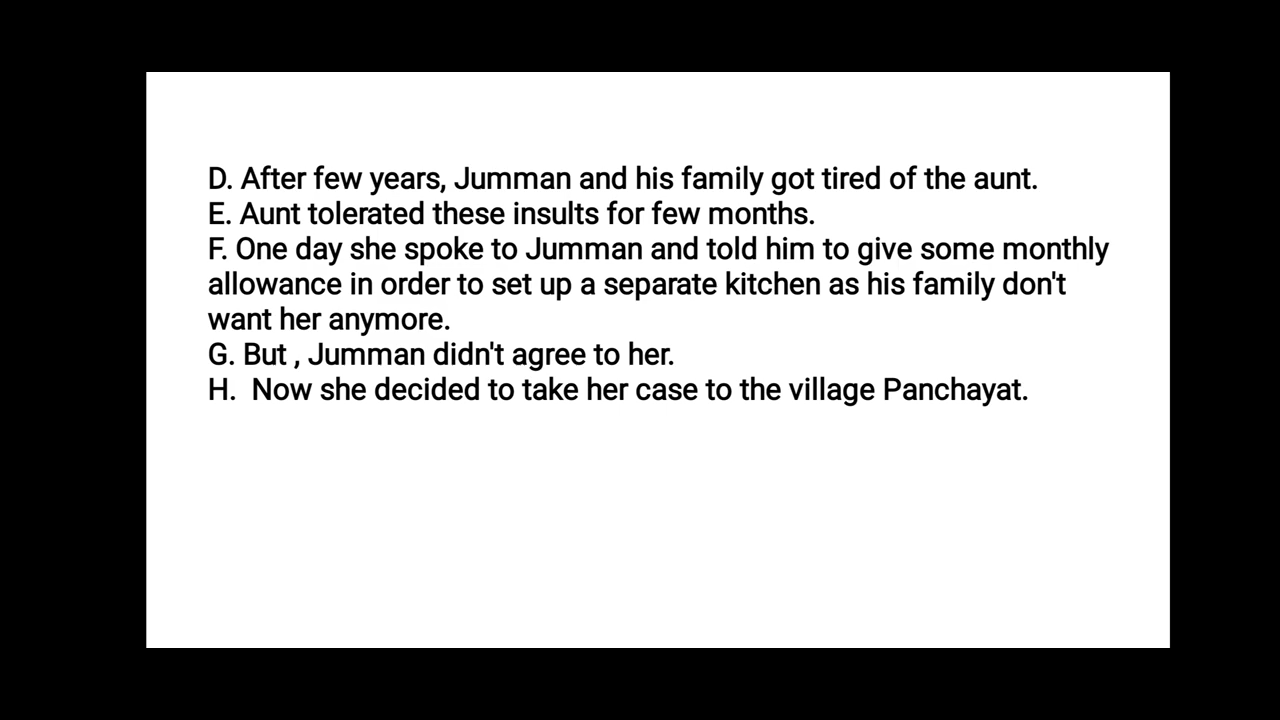 D. After few years, Jumman and his family got tired of the aunt.
E. Aunt tolerated these insults for few months.
F. One day she spoke to Jumman and told him to give some monthly
allowance in order to set up a separate kitchen as his family don't
want her anymore.
G. But , Jumman didn't agree to her.
H.  Now she decided to take her case to the village Panchayat.